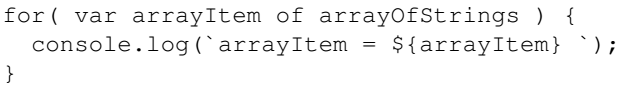 for( var arrayItem of arrayOfStrings ) {
  console.log(`arrayItem = ${arrayItem} `);
}